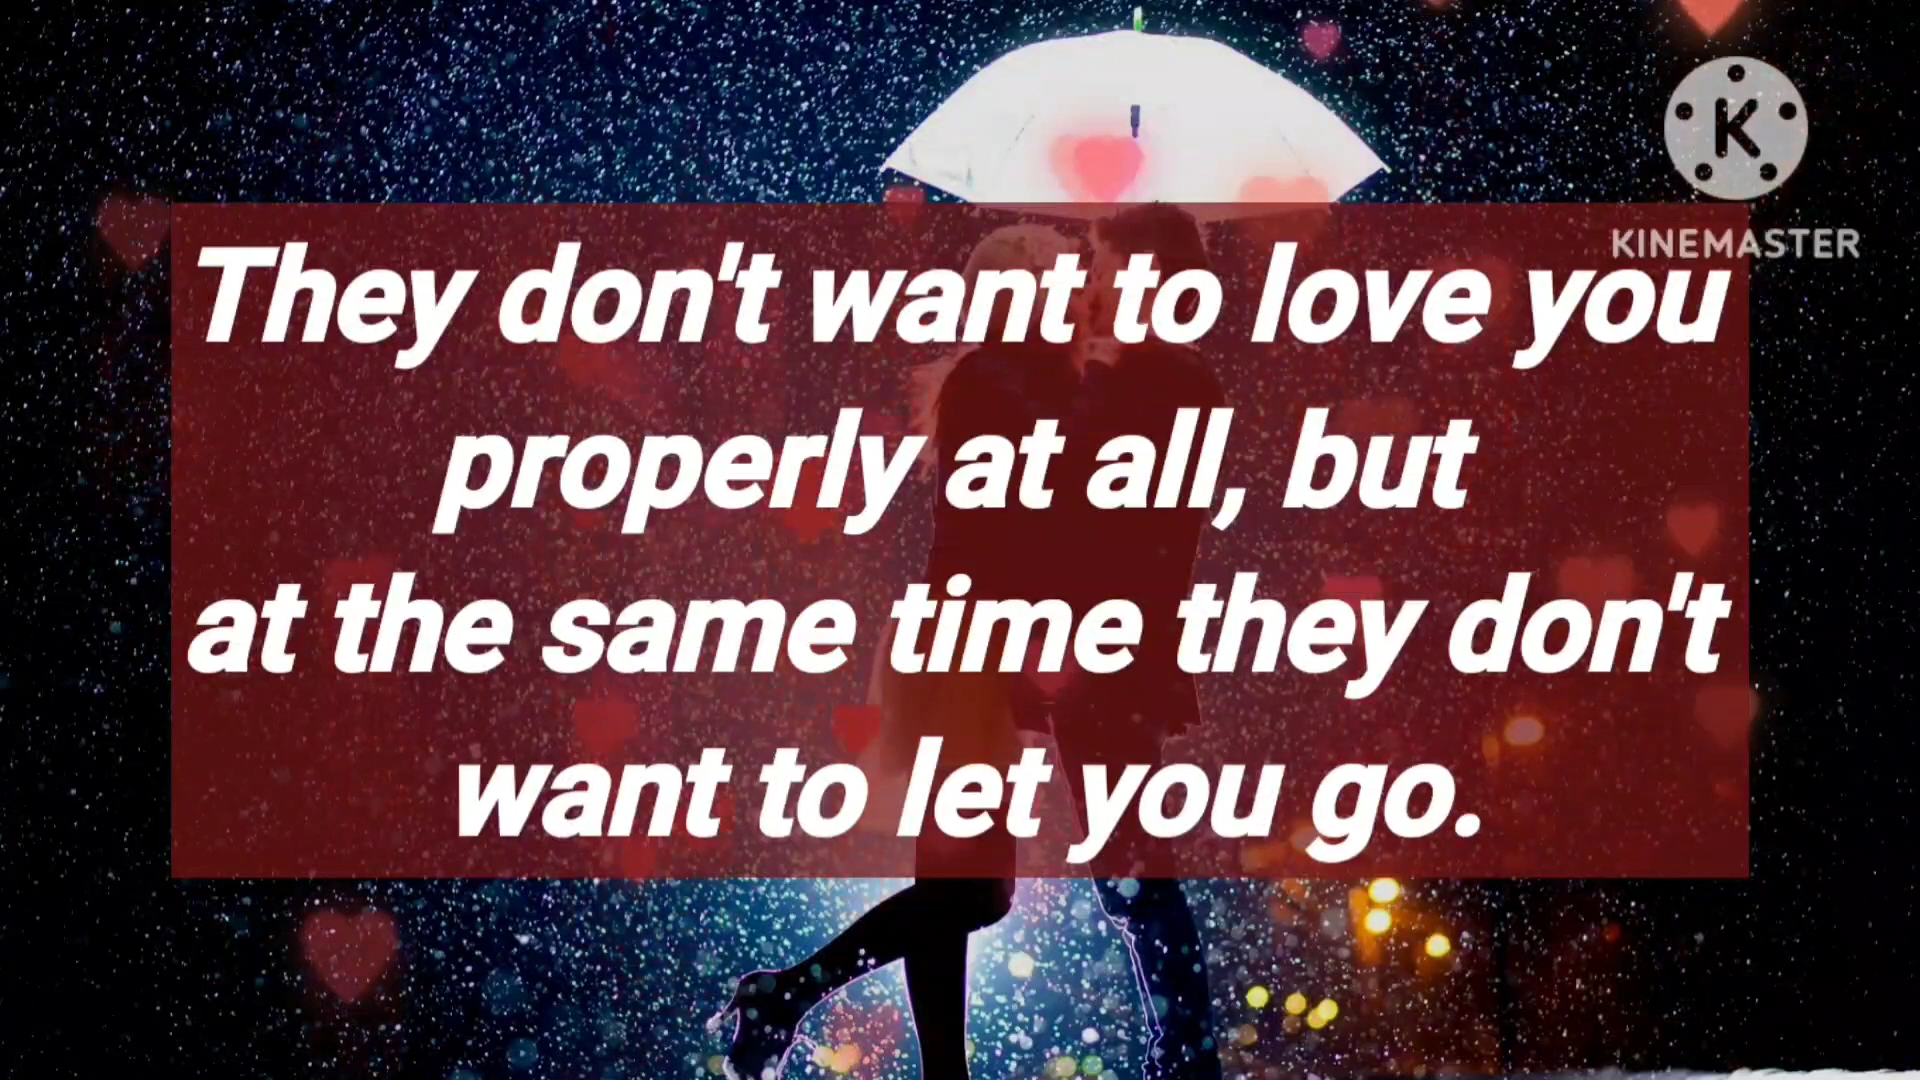 K
KINEMASTER
They don't want to love you
properly at all, but
at the same time they don't
want to let you go.